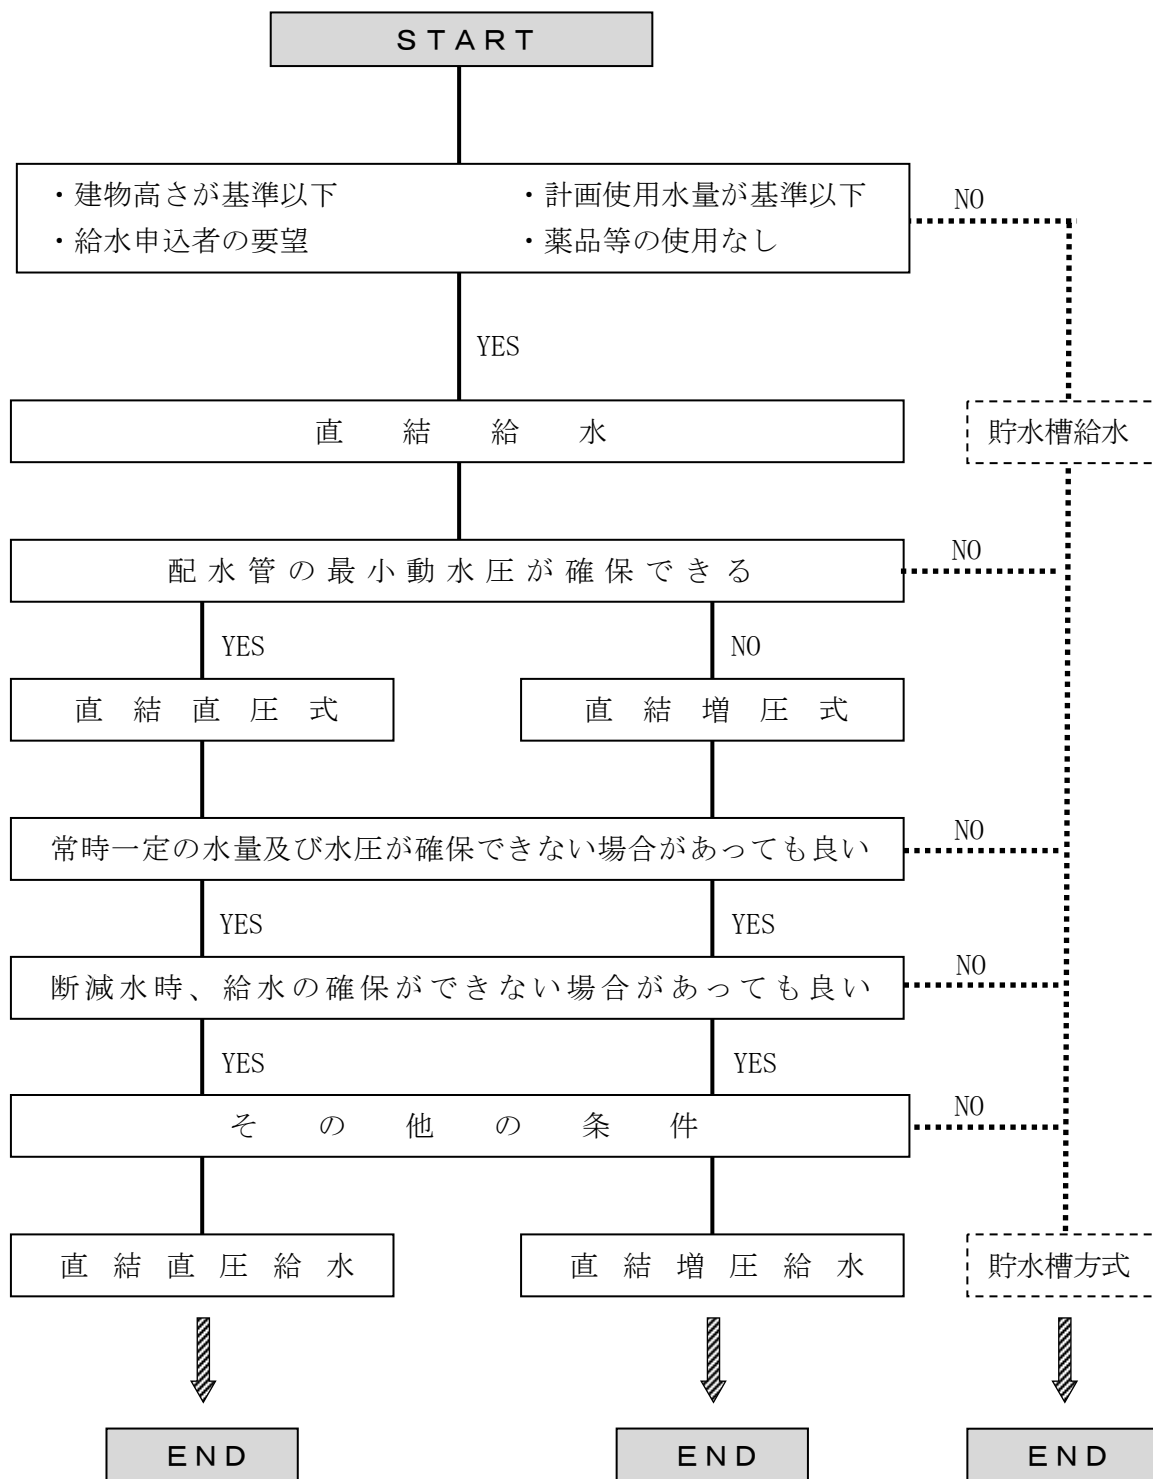 START
・建物高さが基準以下 ・計画使用水量が基準以下
・給水申込者の要望 ・薬品等の使用なし
NO
YES
直結給水
貯水槽給水
配水管の最小動水圧が確保できる
NO
YES
NO
直結直圧式
直結増圧式
常時一定の水量及び水圧が確保できない場合があっても良い
NO
YES
YES
断減水時、給水の確保ができない場合があっても良い
NO
YES
YES
その他の条件
NO
直結直圧給水
直結増圧給水
貯水槽方式
END
END
END